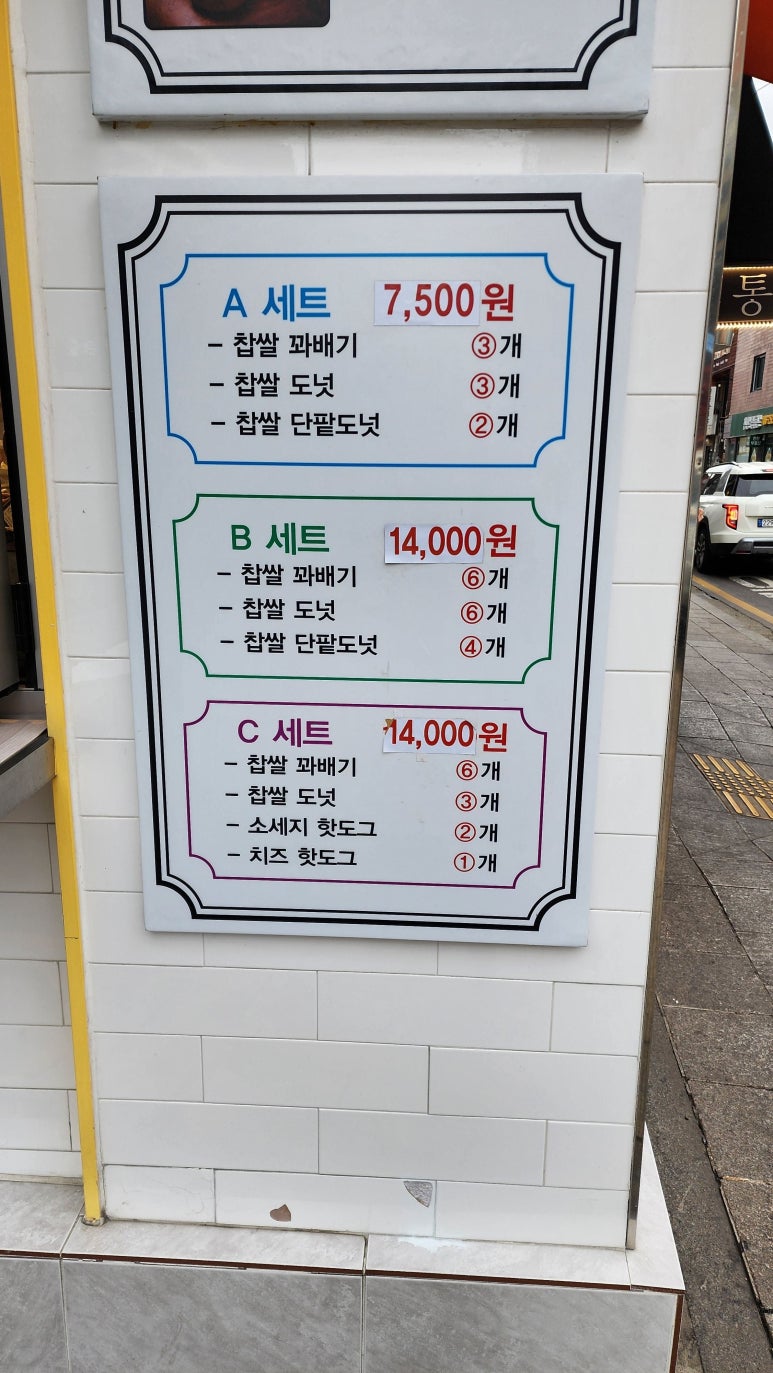 A 세트 7,500원
- 찹쌀 꽈배기 ③개
- 찹쌀 도넛 ③개
- 찹쌀 단팥도넛 ②개
B 세트 14,000원
- 찹쌀 꽈배기 ⑥개
- 찹쌀 도넛 ⑥개
- 찹쌀 단팥도넛 ④개
C 세트 14,000원
- 찹쌀 꽈배기 ⑥개
- 찹쌀 도넛 ③개
- 소세지 핫도그 ②개
- 치즈 핫도그 ①개
통